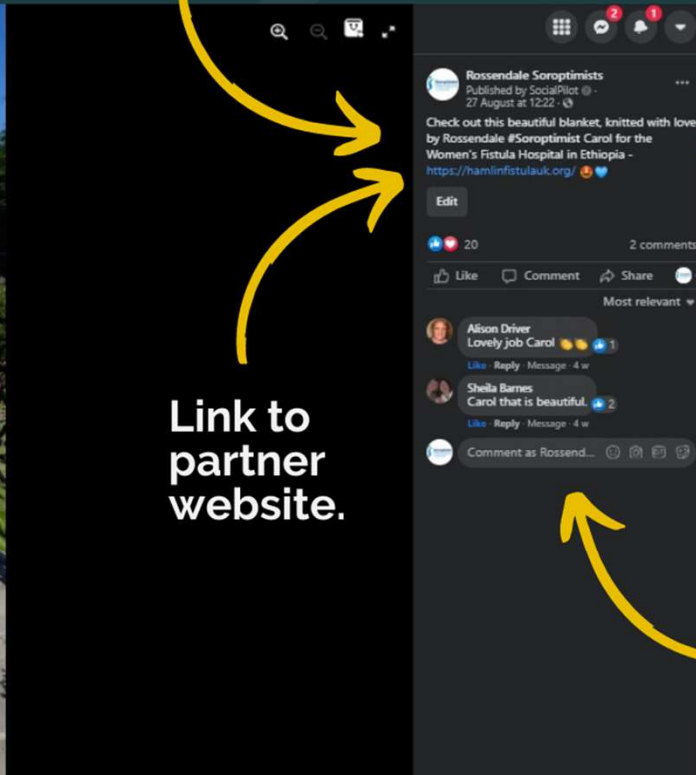 2
1
Rossendale Soroptimists
Published by SocialPilot
27 August at 12:22 ·
Check out this beautiful blanket, knitted with love
by Rossendale #Soroptimist Carol for the
Women's Fistula Hospital in Ethiopia -
https://hamlinfistulauk.org/
Edit
20
2 comments
Like Comment Share
Most relevant
Alison Driver
Lovely job Carol
1
Like · Reply · Message · 4 w
Sheila Barnes
Carol that is beautiful.
2
Like · Reply · Message · 4 w
Comment as Rossend...
Link to
partner
website.